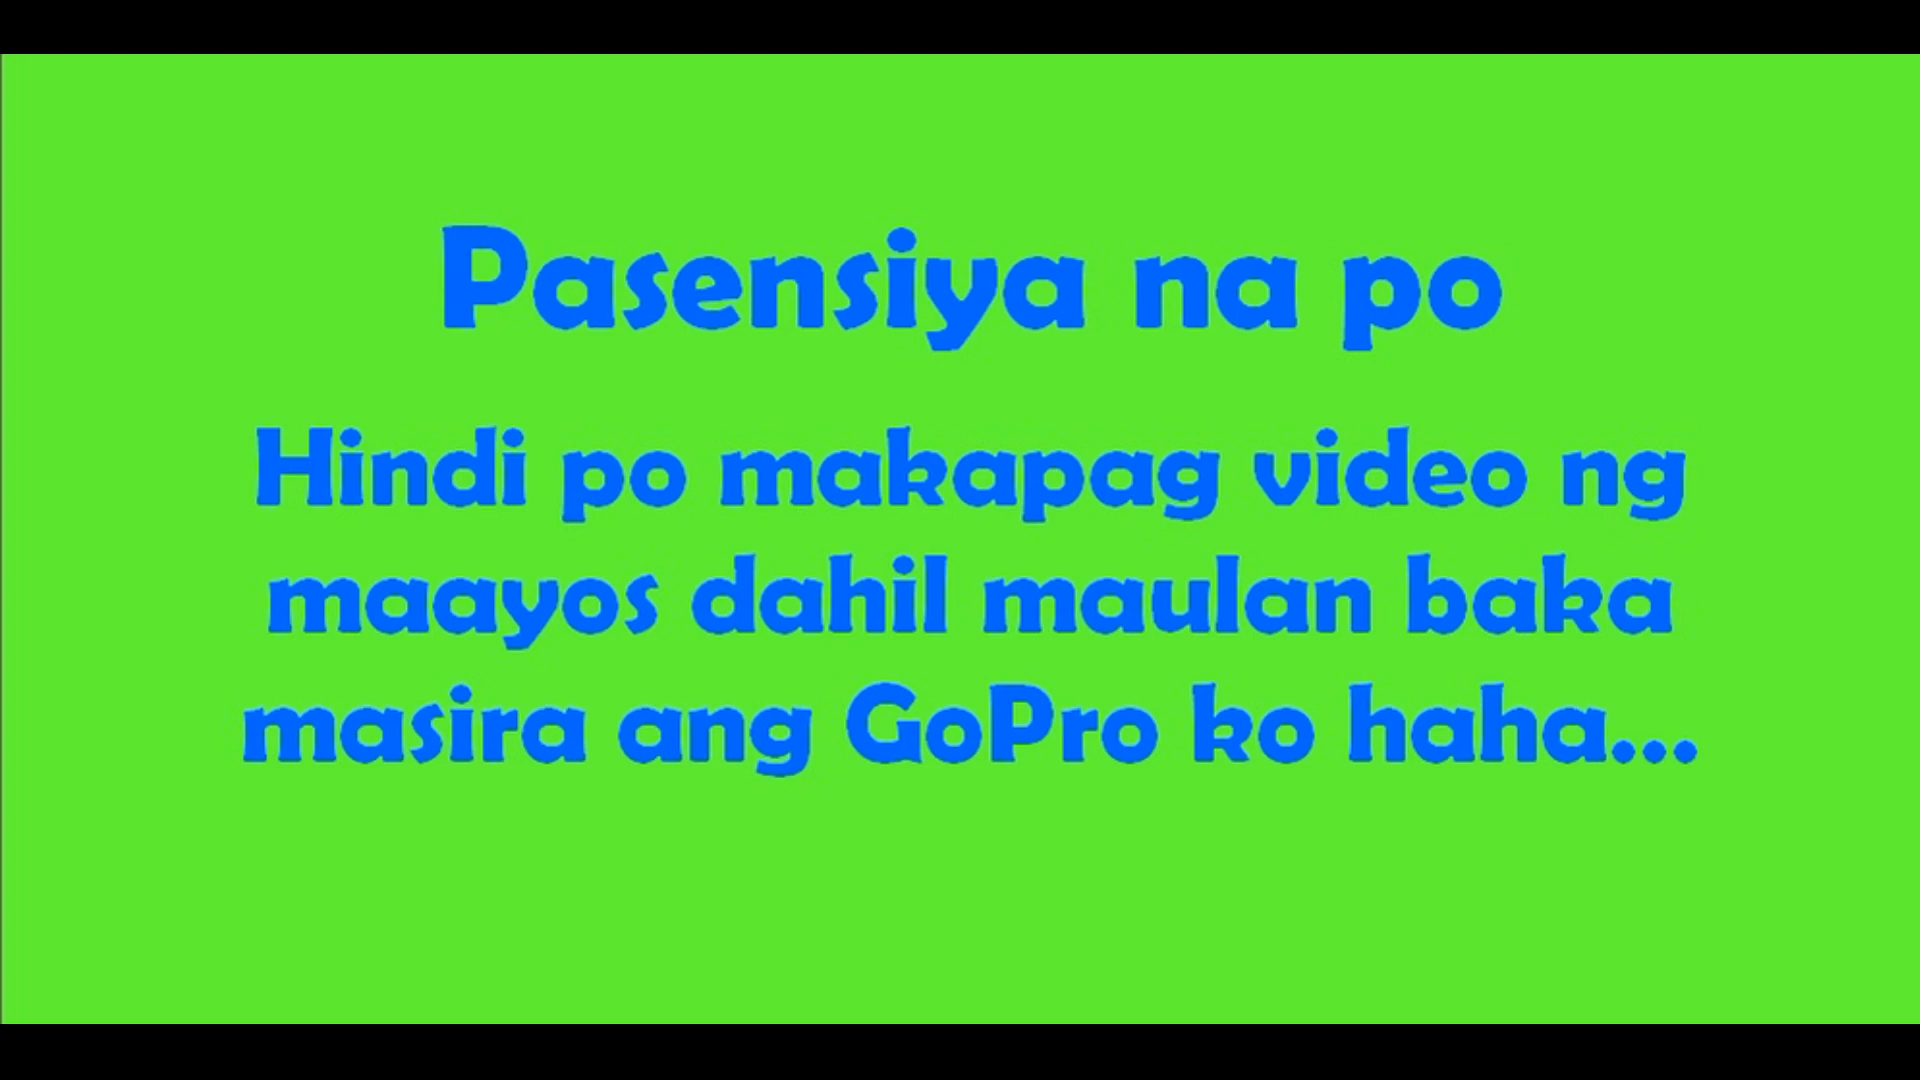 Pasensiya na po
Hindi po makapag video ng
maayos dahil maulan baka
masira ang GoPro ko haha...